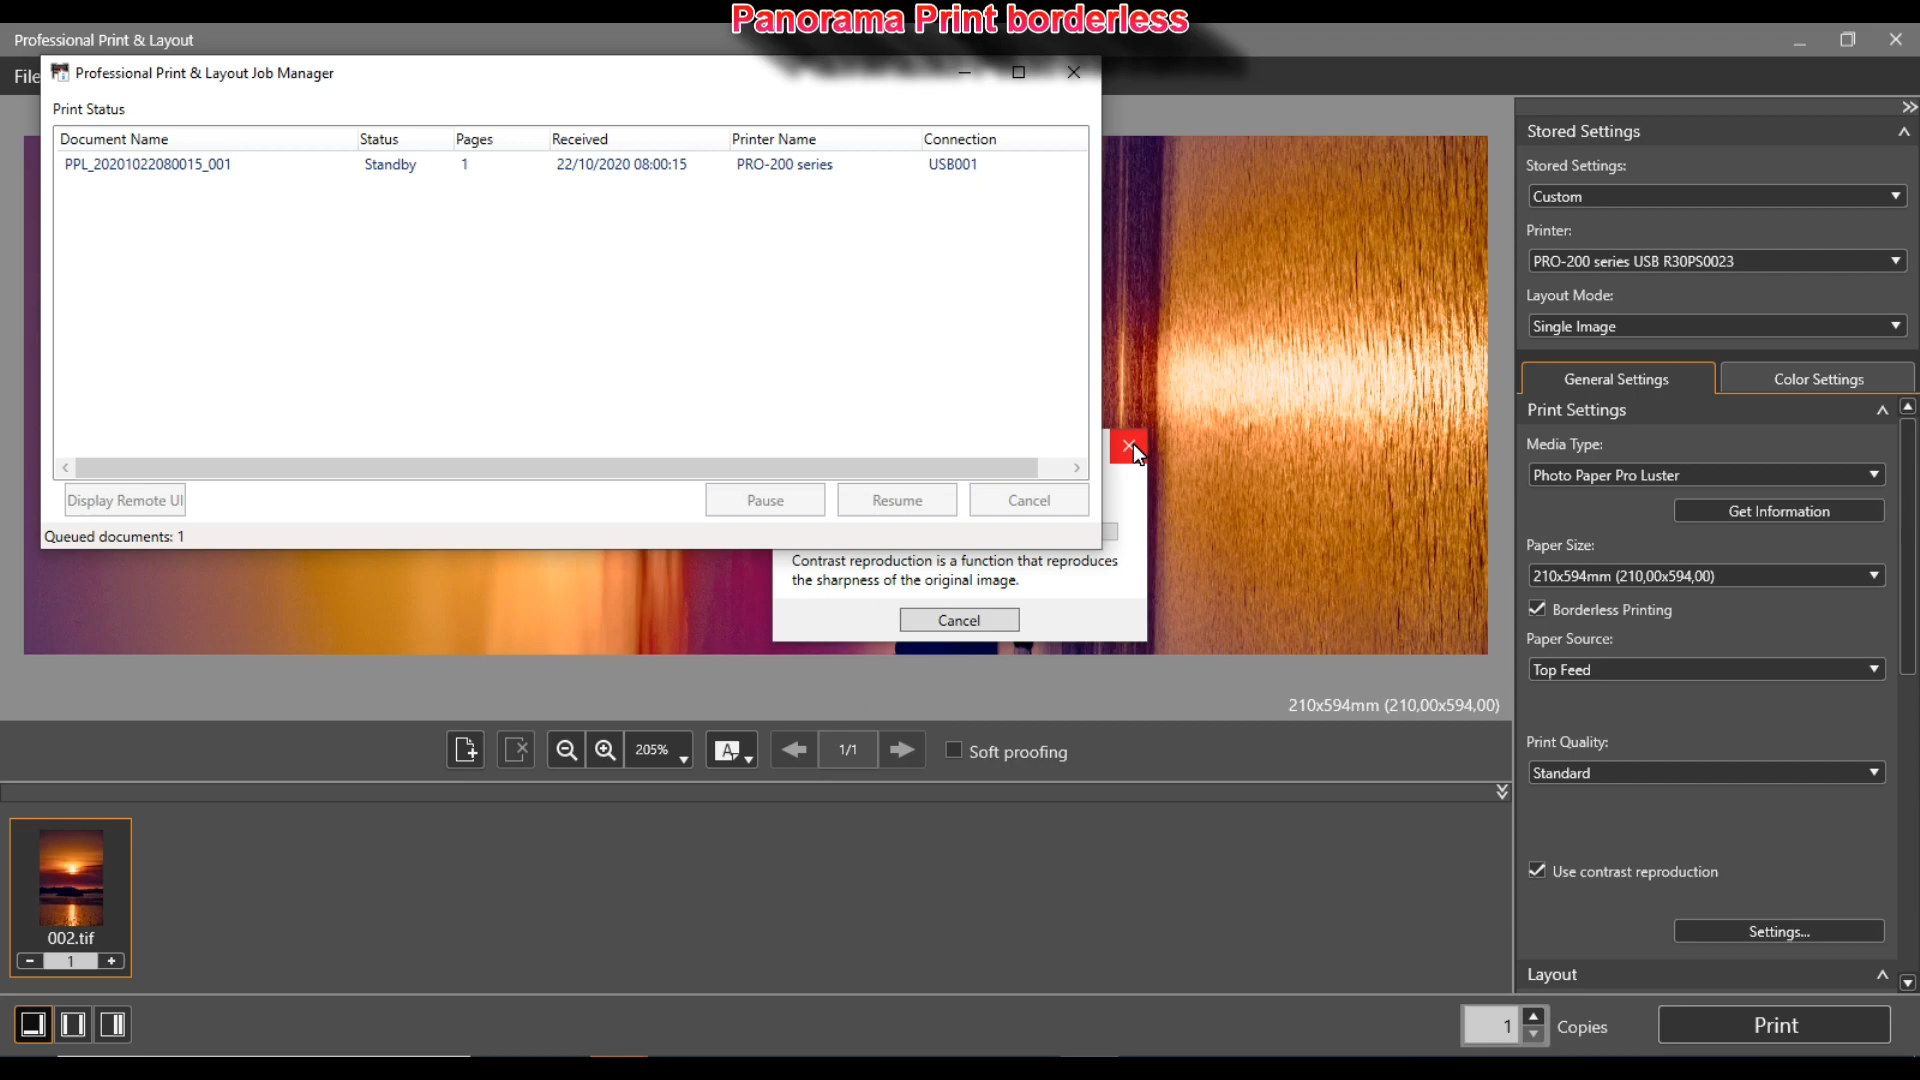 Panorama Print borderless
Professional Print & Layout
File
Professional Print & Layout Job Manager
Print Status
Document Name Status Pages Received Printer Name Connection
PPL_20201022080015_001 Standby 1 22/10/2020 08:00:15 PRO-200 series USB001
Display Remote UI Pause Resume Cancel
Queued documents: 1
Contrast reproduction is a function that reproduces
the sharpness of the original image.
Cancel
210x594mm (210,00x594,00)
205% A 1/1 Soft proofing
002.tif
- 1 +
Stored Settings
Stored Settings:
Custom
Printer:
PRO-200 series USB R30PS0023
Layout Mode:
Single Image
General Settings Color Settings
Print Settings
Media Type:
Photo Paper Pro Luster
Get Information
Paper Size:
210x594mm (210,00x594,00)
Borderless Printing
Paper Source:
Top Feed
Print Quality:
Standard
Use contrast reproduction
Settings...
Layout
1 Copies Print